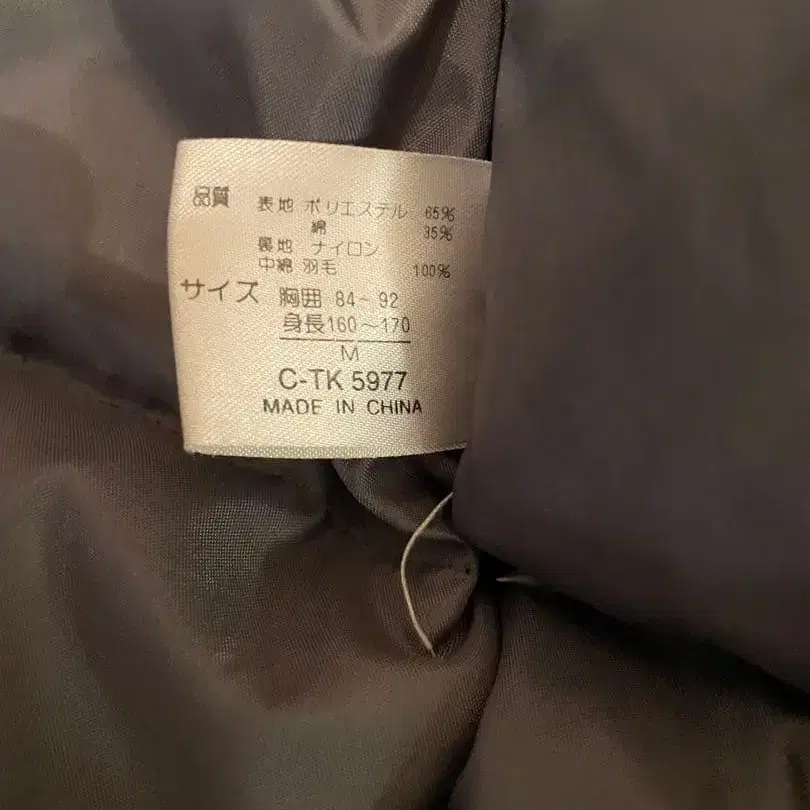 品質 表地 ポリエステル 65%
綿 35%
裏地 ナイロン
中綿 羽毛 100%
サイズ 胸囲 84~92
身長160~170
M
C-TK 5977
MADE IN CHINA